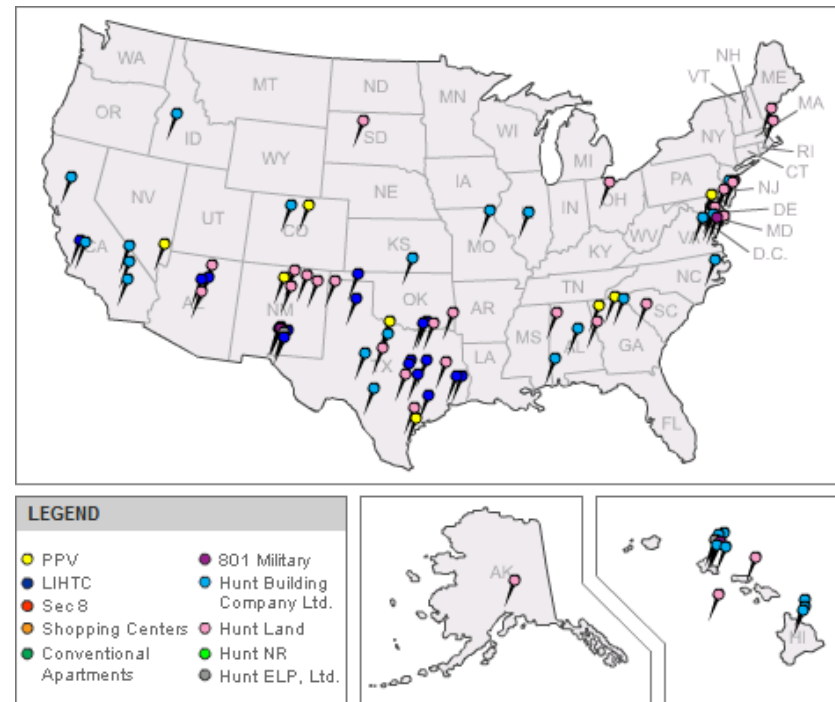 NH
WA
VT
ME
MT
ND
MN
MA
OR
ID
SD
WI
NY
WY
MI
RI
CT
IA
PA
NV
NE
NJ
UT
IN
OH
DE
CO
MO
WV
VA
MD
CA
KS
KY
D.C.
NC
TN
OK
AR
SC
NM
MS
AL
GA
TX
LA
FL
LEGEND
PPV
LIHTC
Sec 8
Shopping Centers
Conventional
Apartments
801 Military
Hunt Building
Company Ltd.
Hunt Land
Hunt NR
Hunt ELP, Ltd.
AK
HI